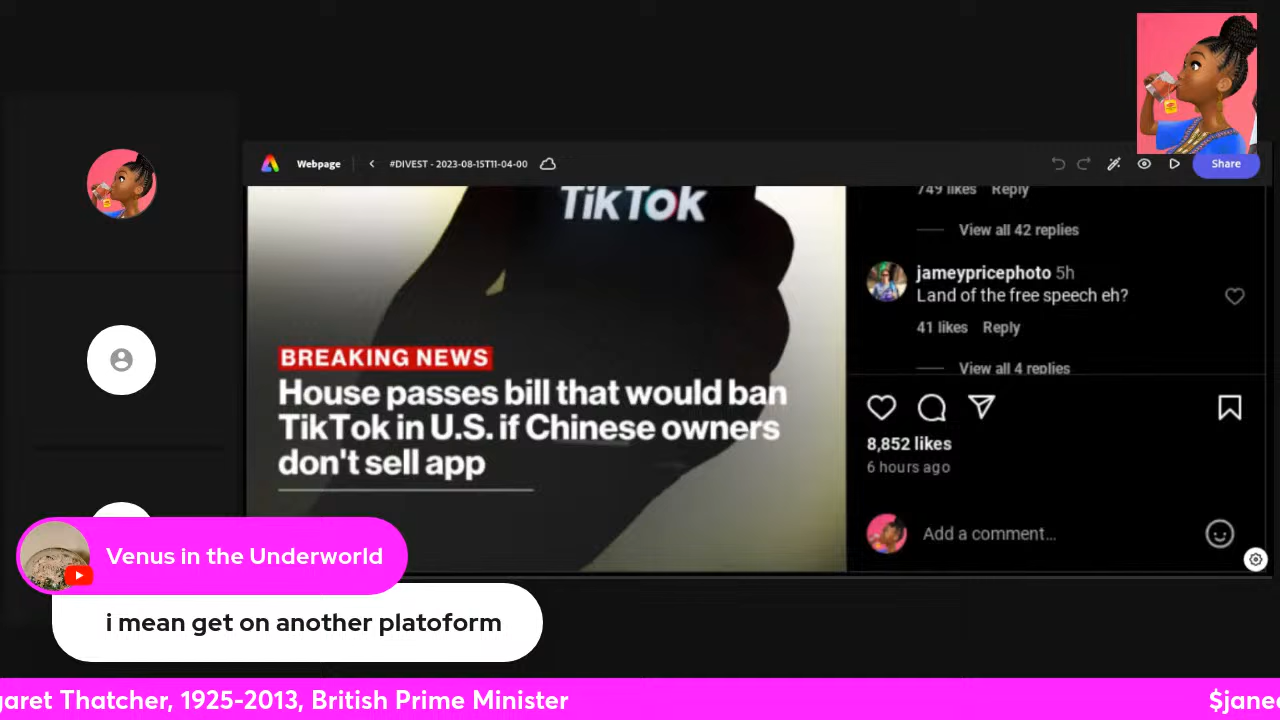 Webpage
#DIVEST - 2023-08-15T11-04-00
Share
TikTok
BREAKING NEWS
House passes bill that would ban
TikTok in U.S. if Chinese owners
don't sell app
749 likes Reply
View all 42 replies
jameypricephoto 5h
Land of the free speech eh?
41 likes Reply
View all 4 replies
8,852 likes
6 hours ago
Add a comment...
Venus in the Underworld
i mean get on another platoform
garet Thatcher, 1925-2013, British Prime Minister
$janee